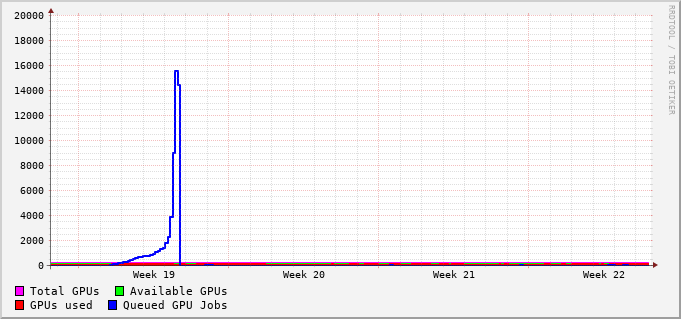 20000
18000
16000
14000
12000
10000
8000
6000
4000
2000
0
Week 19 Week 20 Week 21 Week 22
Total GPUs Available GPUs
GPUs used Queued GPU Jobs
RRDTOOL / TOBI OETIKER